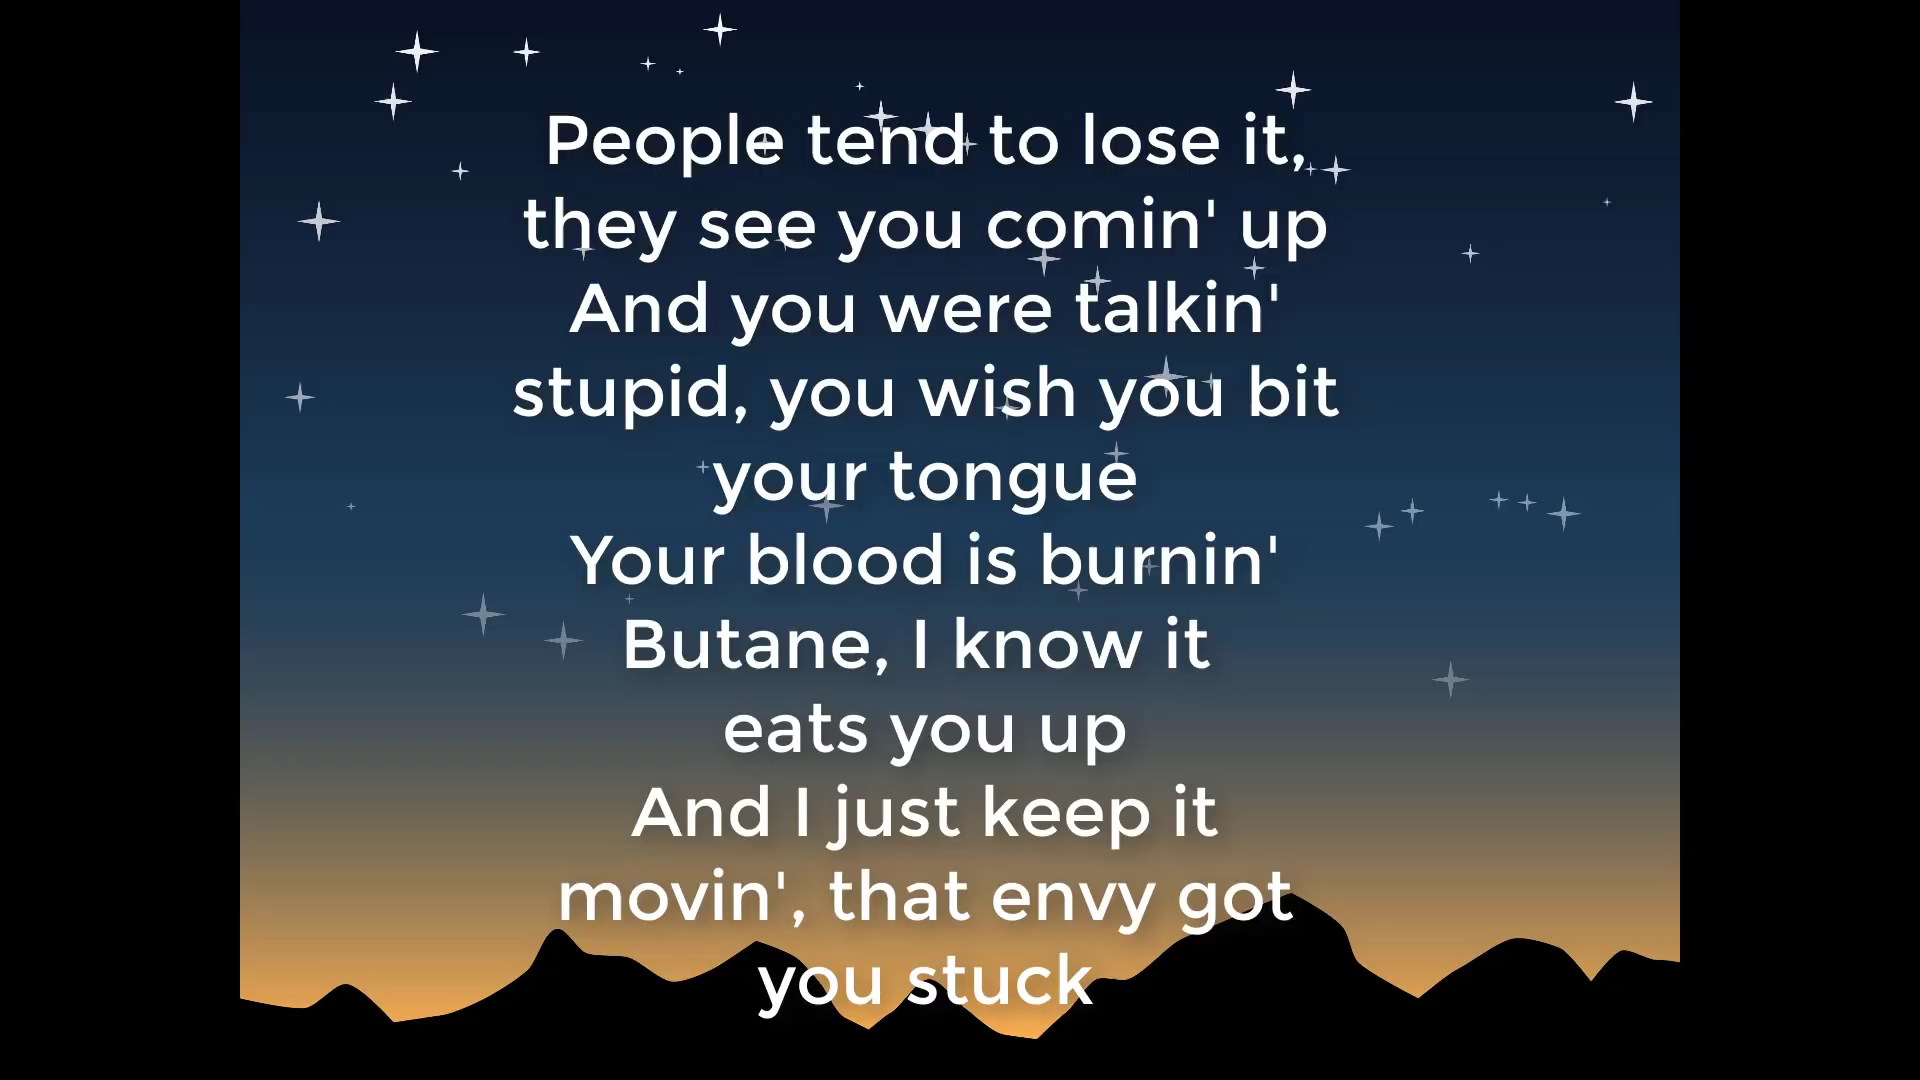 People tend to lose it,
they see you comin' up
And you were talkin'
stupid, you wish you bit
your tongue
Your blood is burnin'
Butane, I know it
eats you up
And I just keep it
movin', that envy got
you stuck